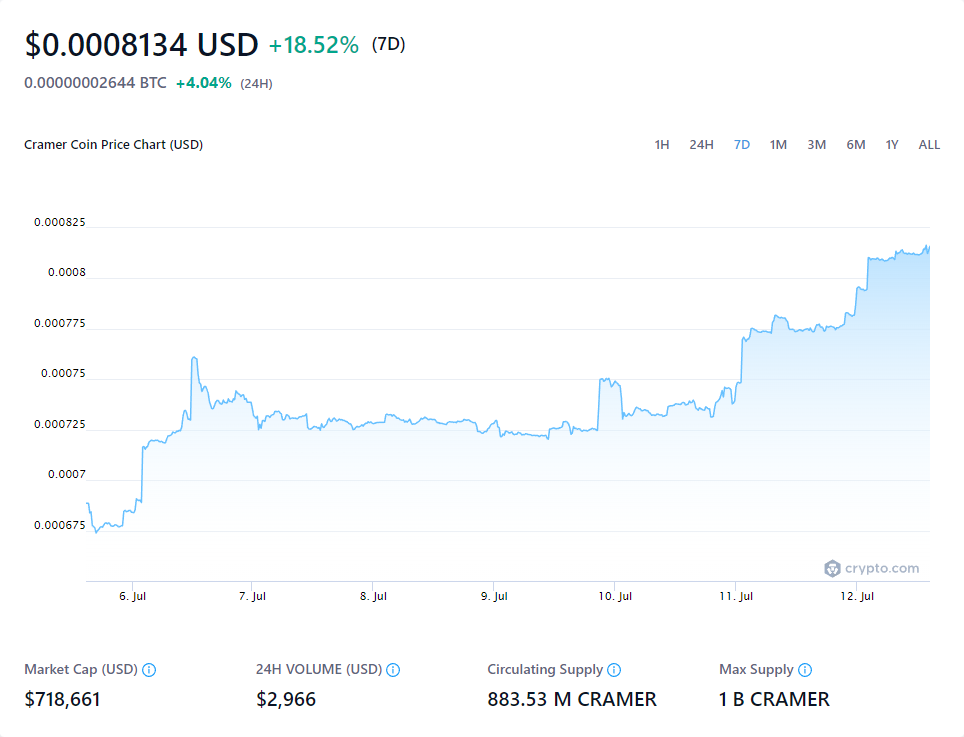 $0.0008134 USD +18.52% (7D)
0.00000002644 BTC +4.04% (24H)
Cramer Coin Price Chart (USD) 1H 24H 7D 1M 3M 6M 1Y ALL
0.000825
0.0008
0.000775
0.00075
0.000725
0.0007
0.000675
crypto.com
6. Jul 7. Jul 8. Jul 9. Jul 10. Jul 11. Jul 12. Jul
Market Cap (USD) 24H VOLUME (USD) Circulating Supply Max Supply
$718,661 $2,966 883.53 M CRAMER 1 B CRAMER